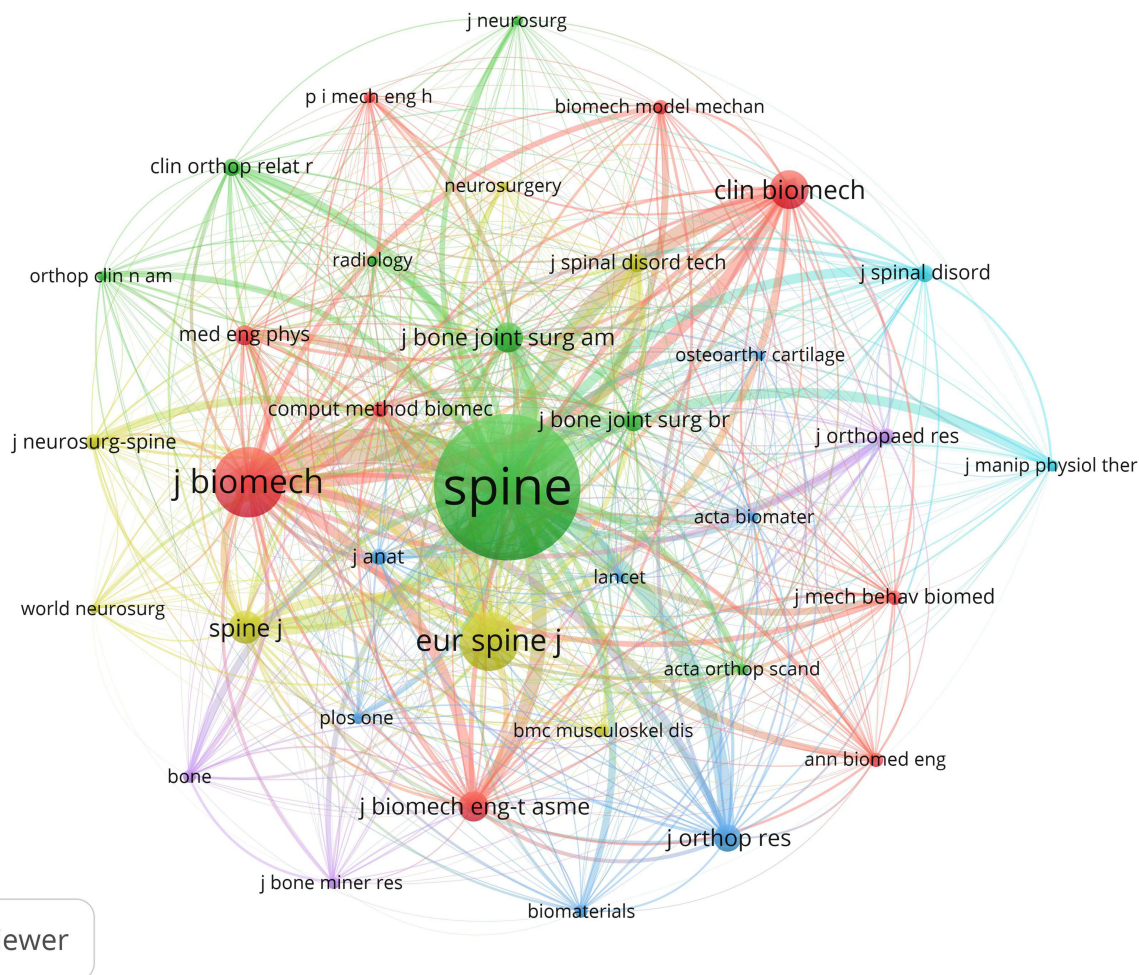 j neurosurg
p i mech eng h
biomech model mechan
clin orthop relat r
neurosurgery
clin biomech
radiology
j spinal disord tech
j spinal disord
orthop clin n am
med eng phys
j bone joint surg am
osteoarthr cartilage
comput method biomec
j bone joint surg br
j neurosurg-spine
j orthopaed res
j manip physiol ther
j biomech
spine
acta biomater
j anat
lancet
j mech behav biomed
world neurosurg
spine j
eur spine j
acta orthop scand
plos one
bmc musculoskel dis
ann biomed eng
bone
j biomech eng-t asme
j orthop res
j bone miner res
biomaterials
ewer